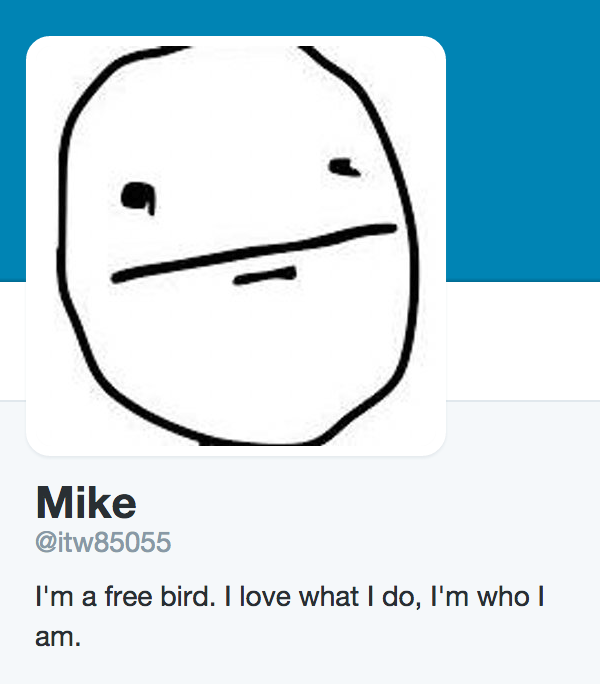 Mike
@itw85055
I'm a free bird. I love what I do, I'm who I
am.